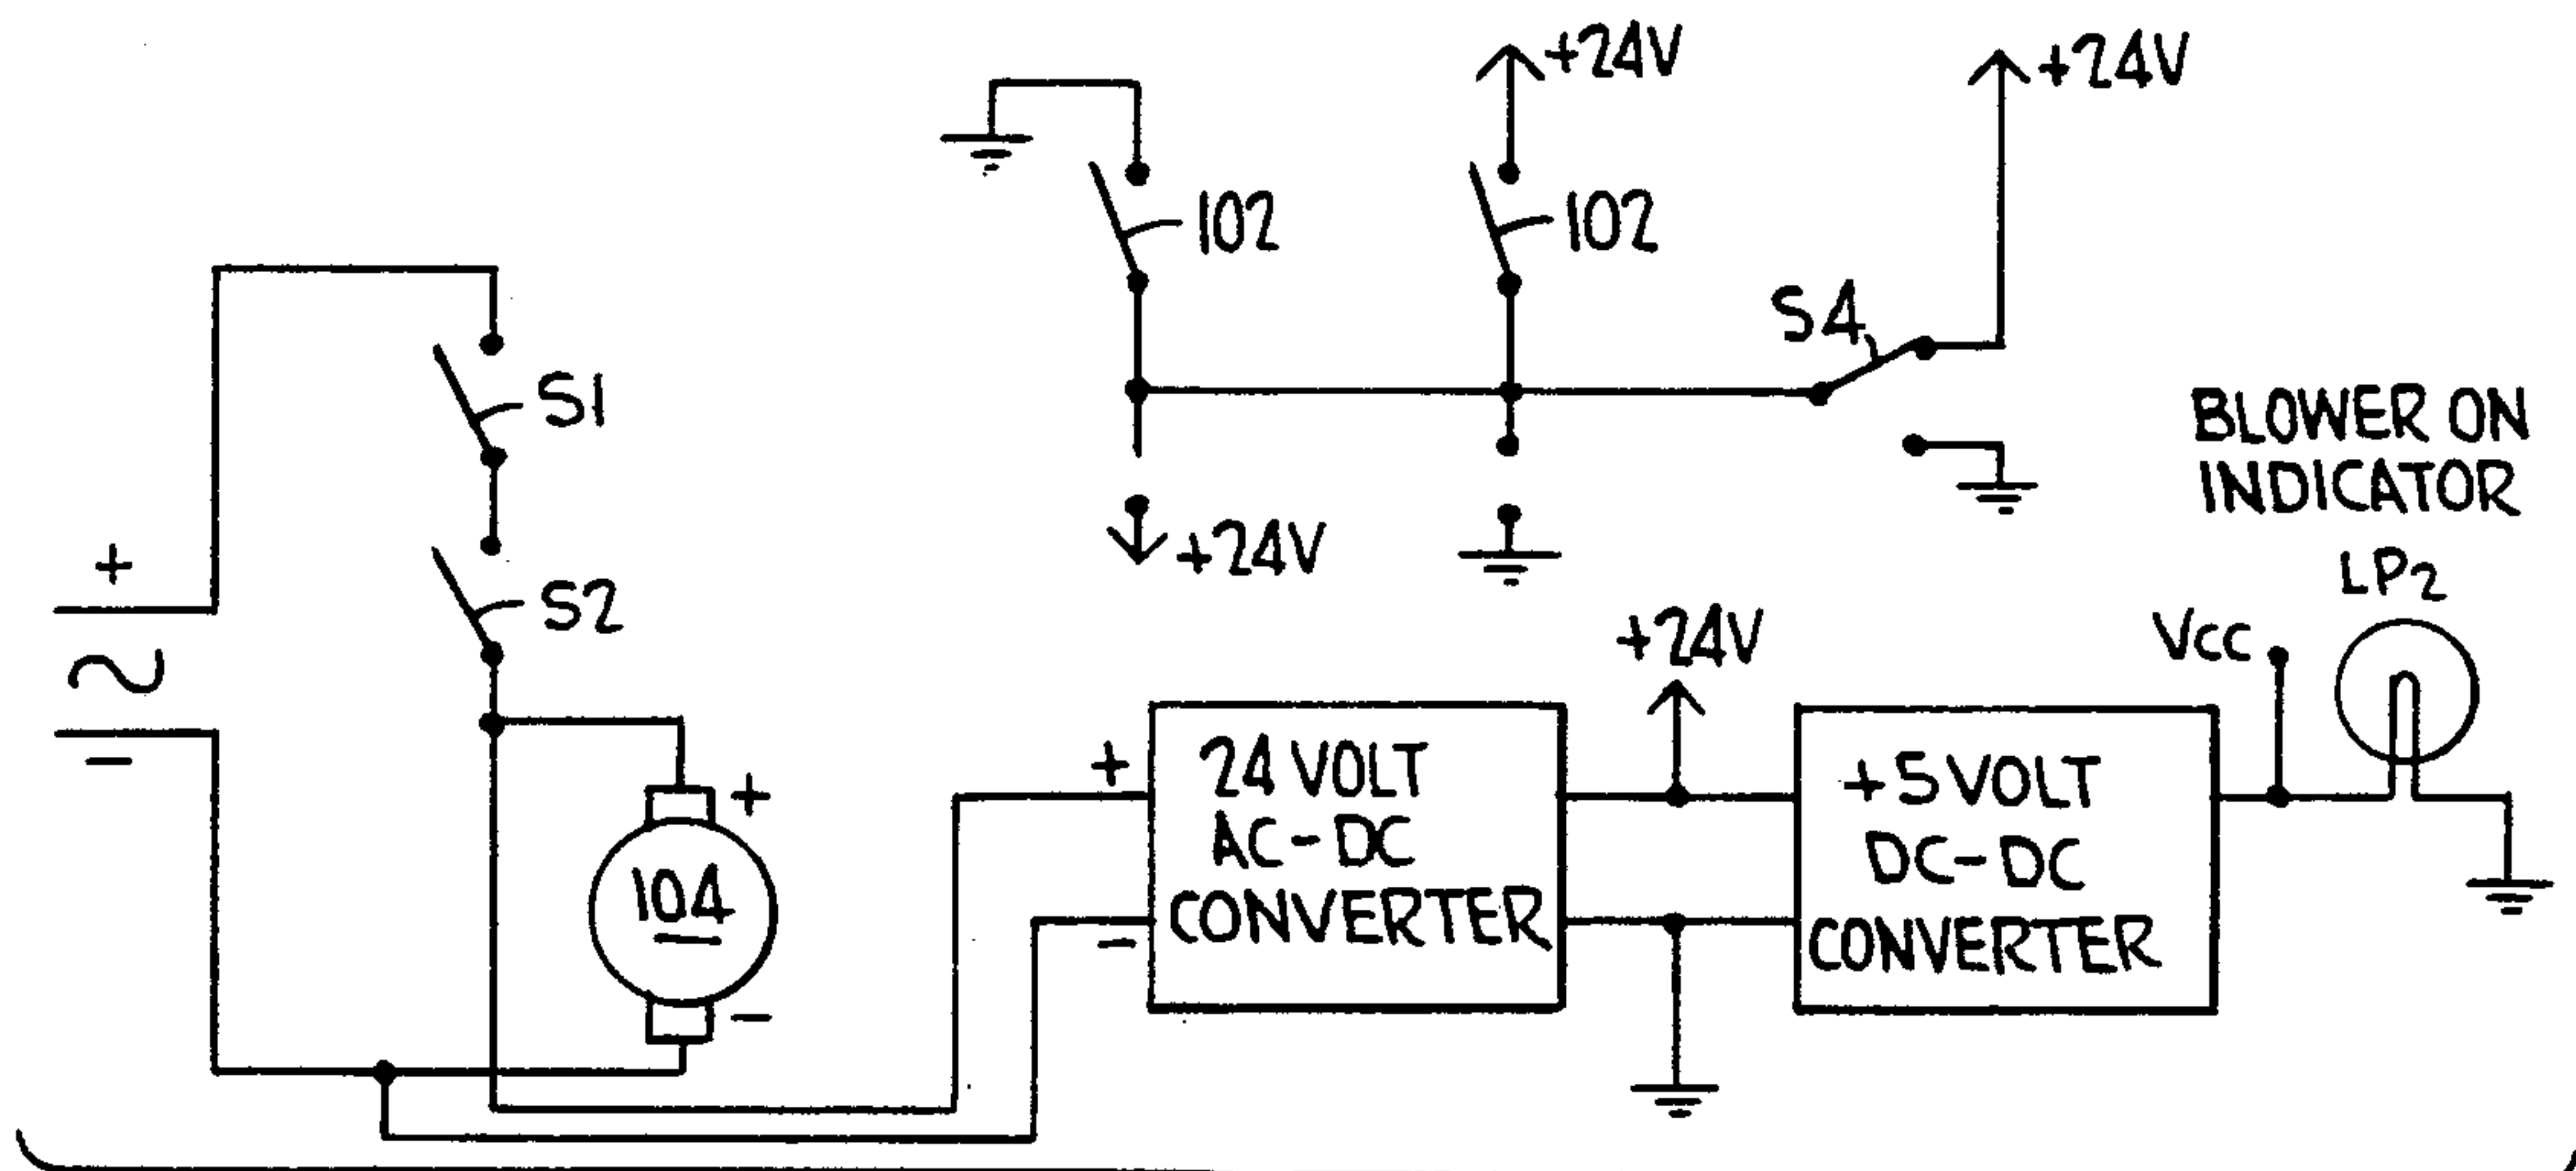 +24V
+24V
102
102
S1
S4
BLOWER ON
INDICATOR
+24V
+
S2
LP2
+24V
Vcc
~
−
+
24 VOLT
AC-DC
CONVERTER
−
+5 VOLT
DC-DC
CONVERTER
+
104
−